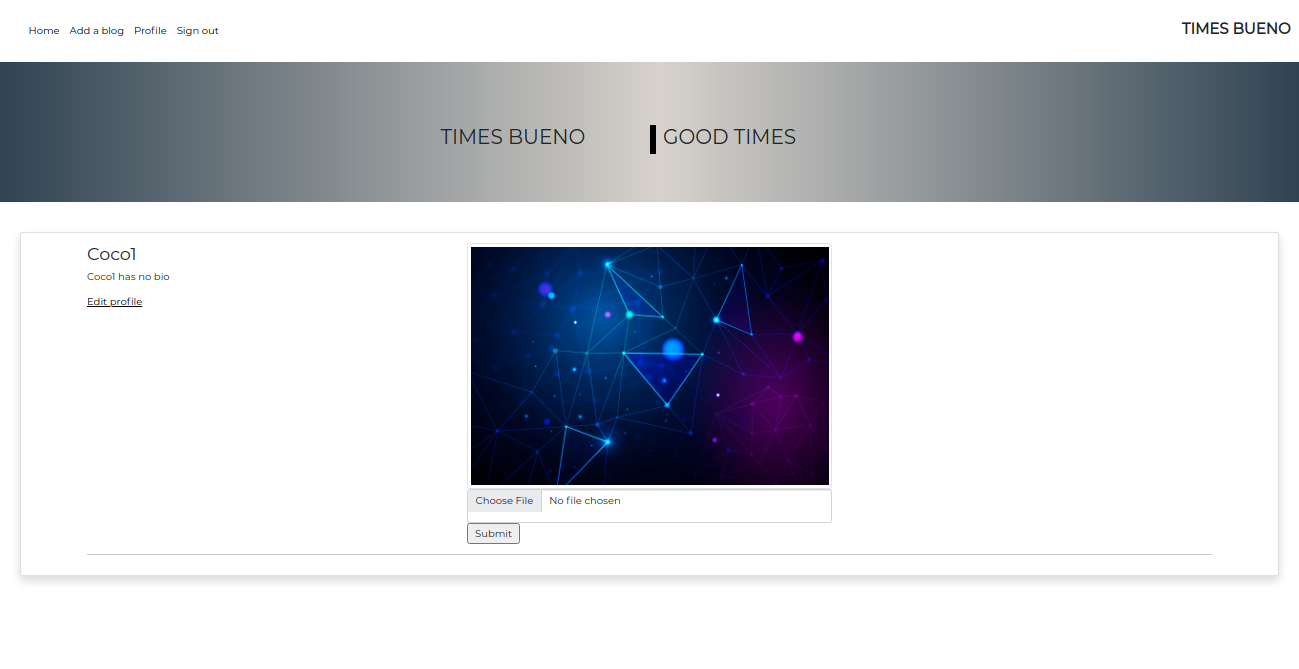 Home Add a blog Profile Sign out TIMES BUENO
TIMES BUENO GOOD TIMES
Coco1
Coco1 has no bio
Edit profile
Choose File No file chosen
Submit